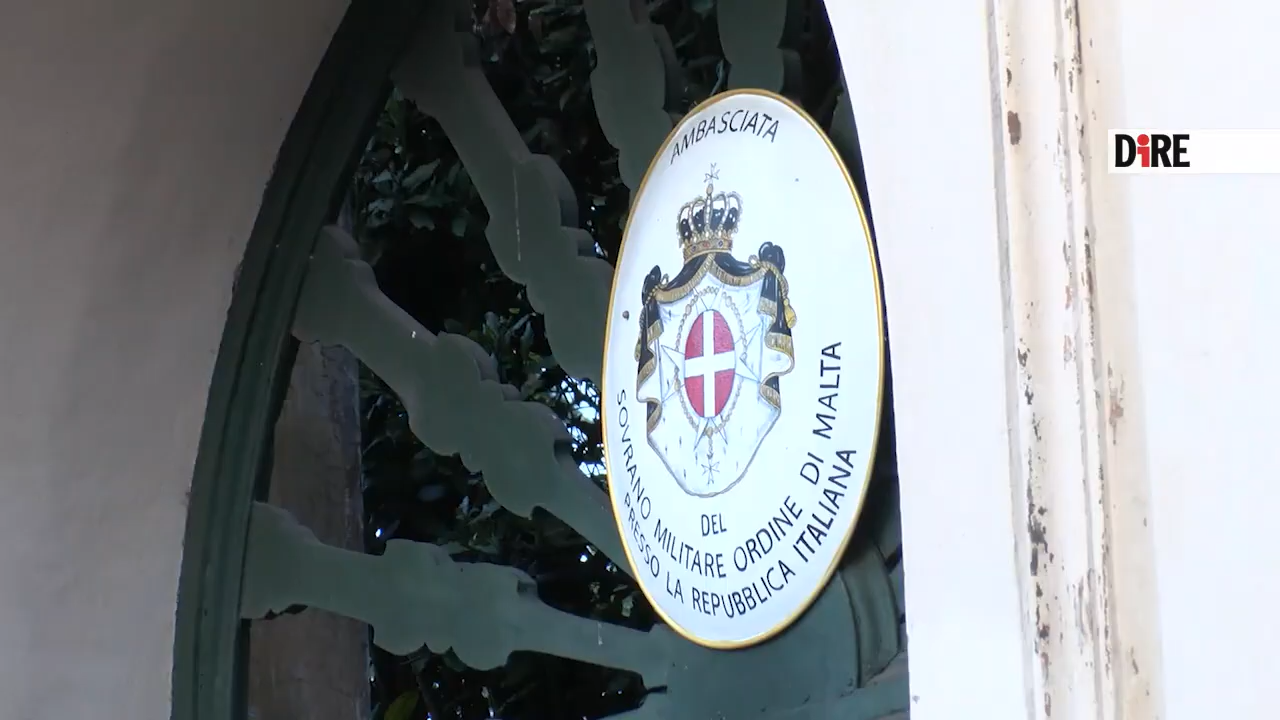 AMBASCIATA
DEL
SOVRANO MILITARE ORDINE DI MALTA
PRESSO LA REPUBBLICA ITALIANA
DiRE